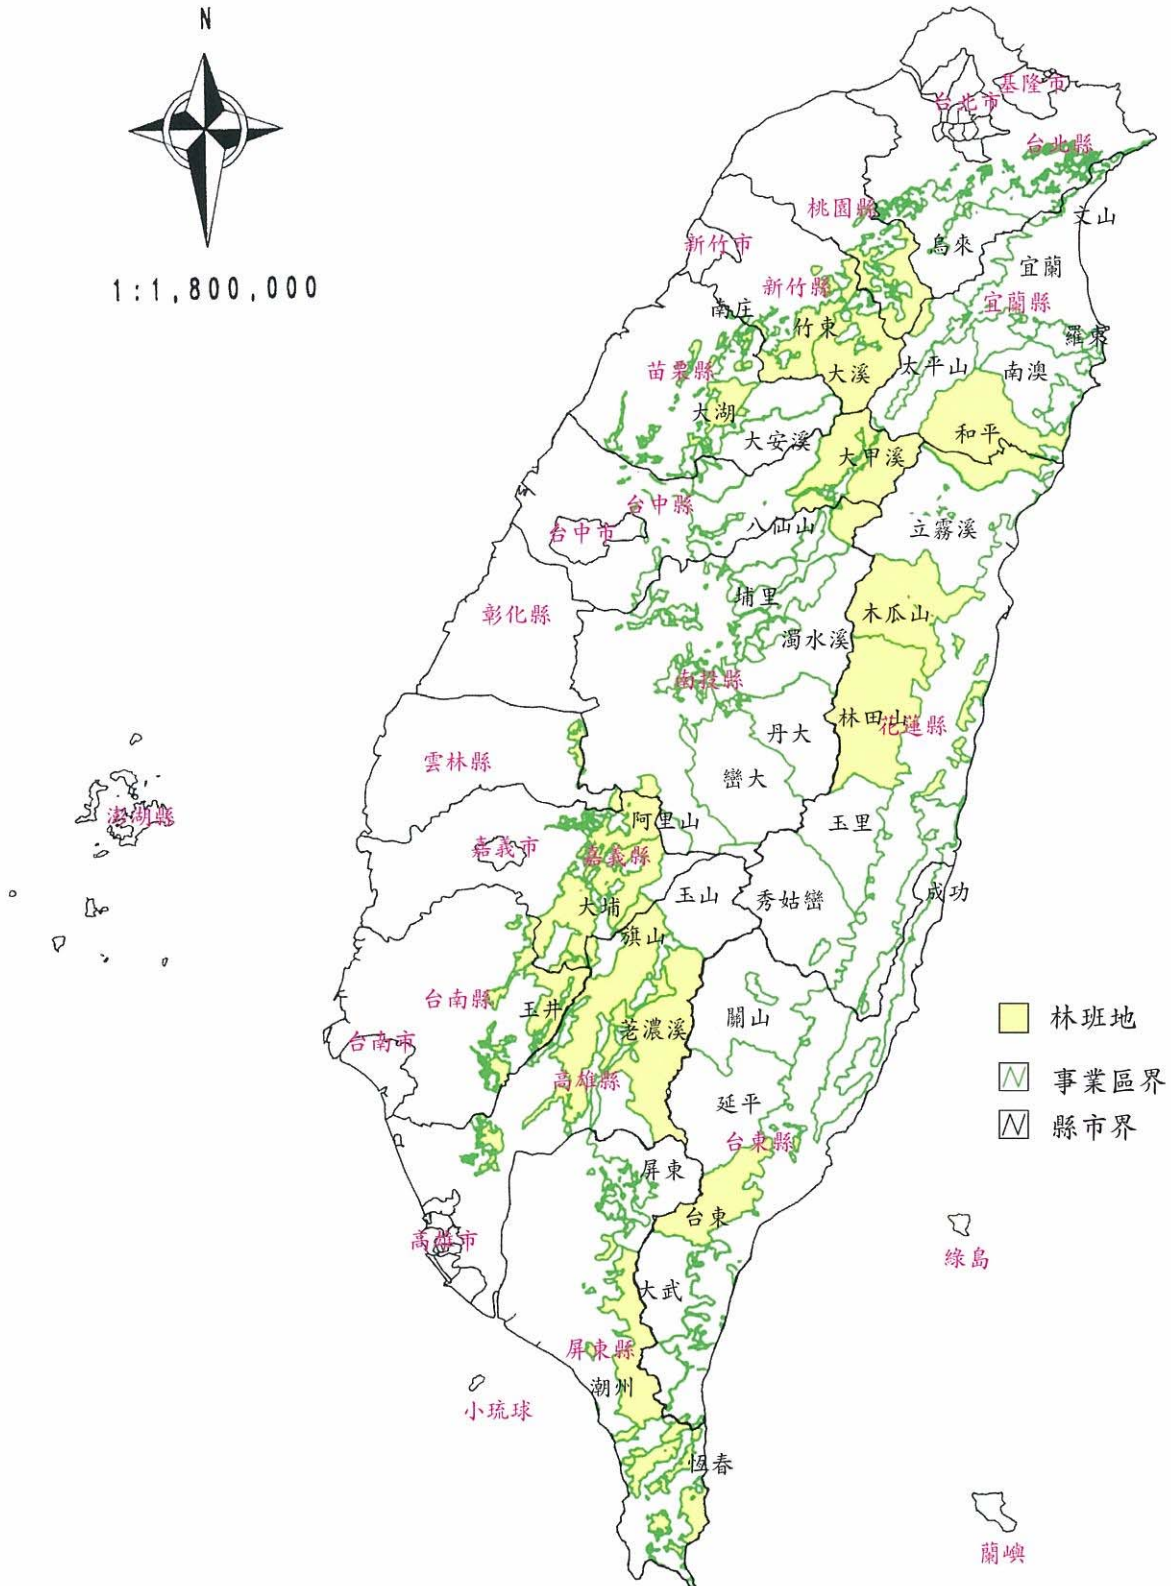 N
1:1,800,000
基隆市
台北市
台北縣
桃園縣
文山
新竹市
烏來
宜蘭
新竹縣
宜蘭縣
南庄
竹東
羅東
苗栗縣
大溪
太平山
南澳
大湖
大安溪
大甲溪
和平
台中縣
台中市
八仙山
立霧溪
彰化縣
埔里
木瓜山
濁水溪
南投縣
林田山
花蓮縣
丹大
雲林縣
巒大
澎湖縣
阿里山
玉里
嘉義市
嘉義縣
玉山
秀姑巒
成功
大埔
旗山
台南縣
玉井
荖濃溪
關山
台南市
高雄縣
延平
台東縣
林班地
事業區界
縣市界
屏東
台東
高雄市
綠島
大武
屏東縣
潮州
小琉球
恆春
蘭嶼